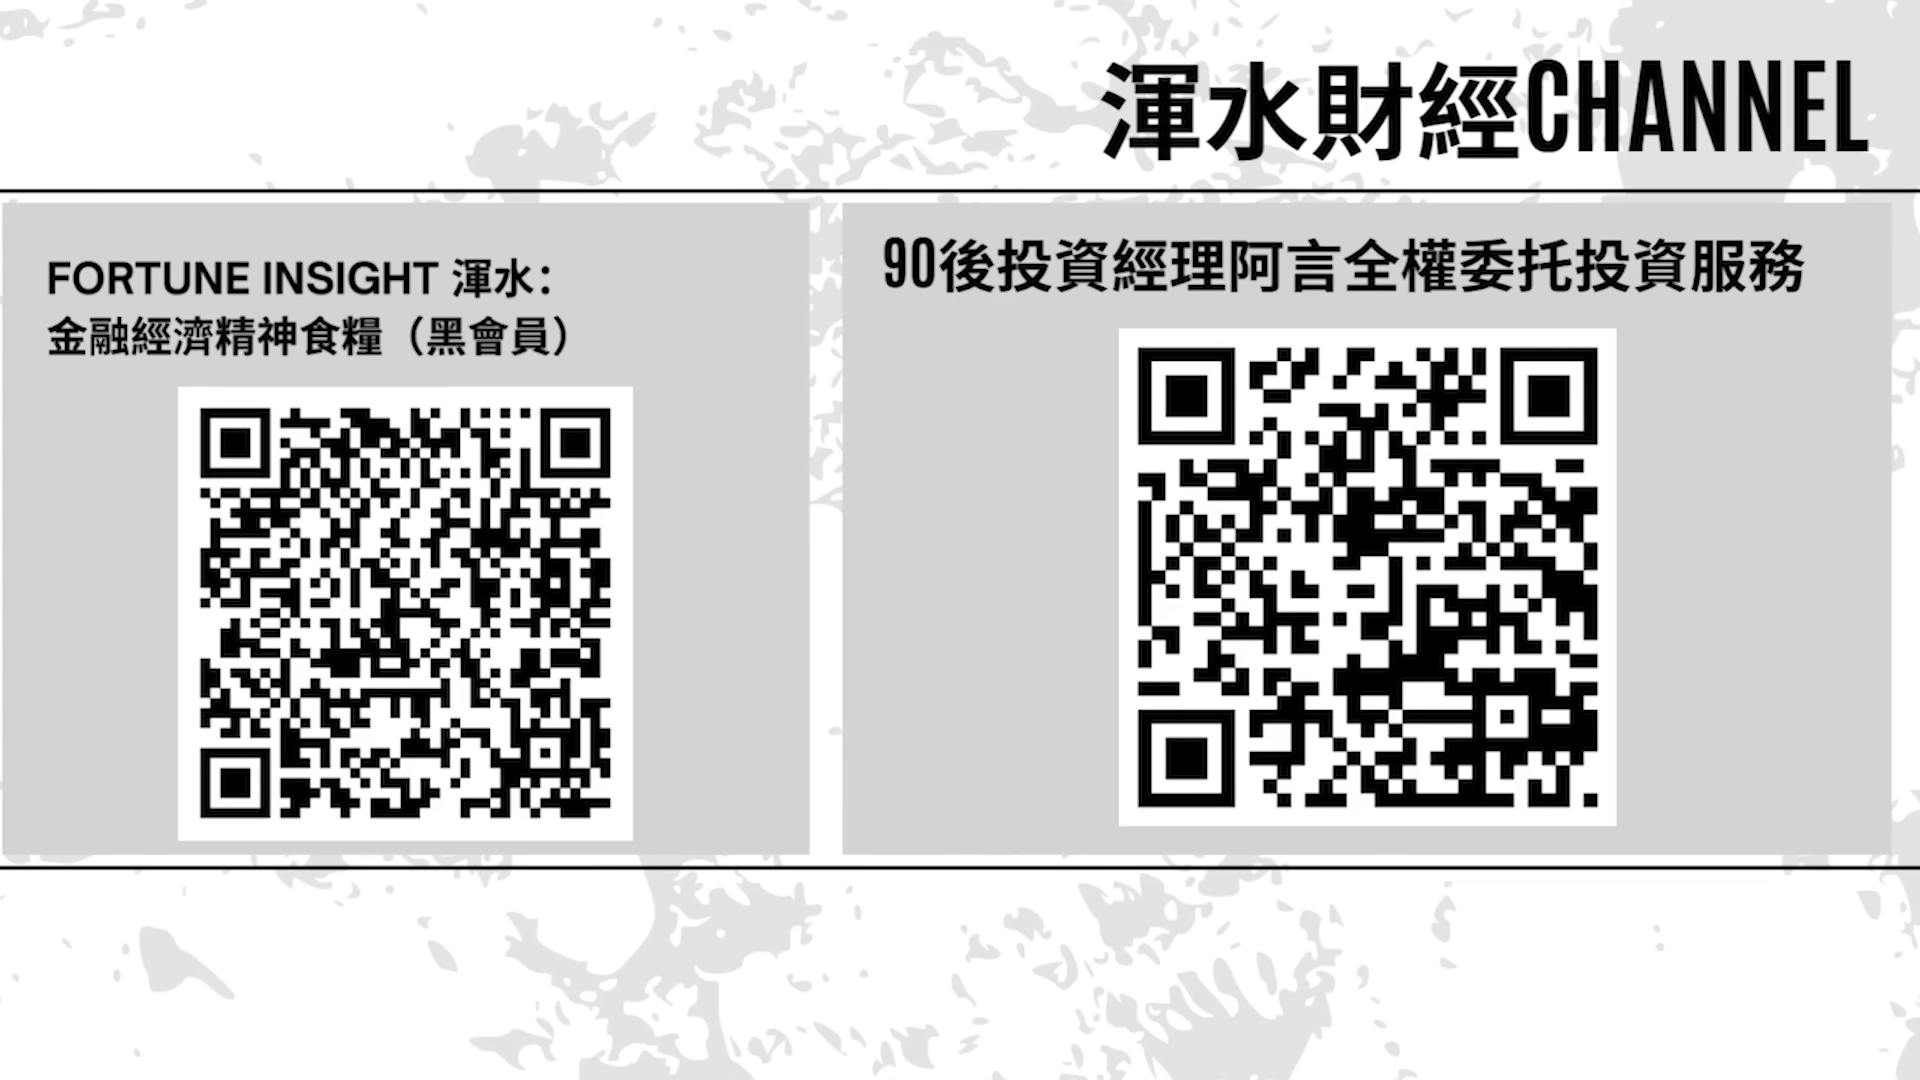 渾水財經CHANNEL
FORTUNE INSIGHT 渾水：
金融經濟精神食糧（黑會員）
90後投資經理阿言全權委托投資服務